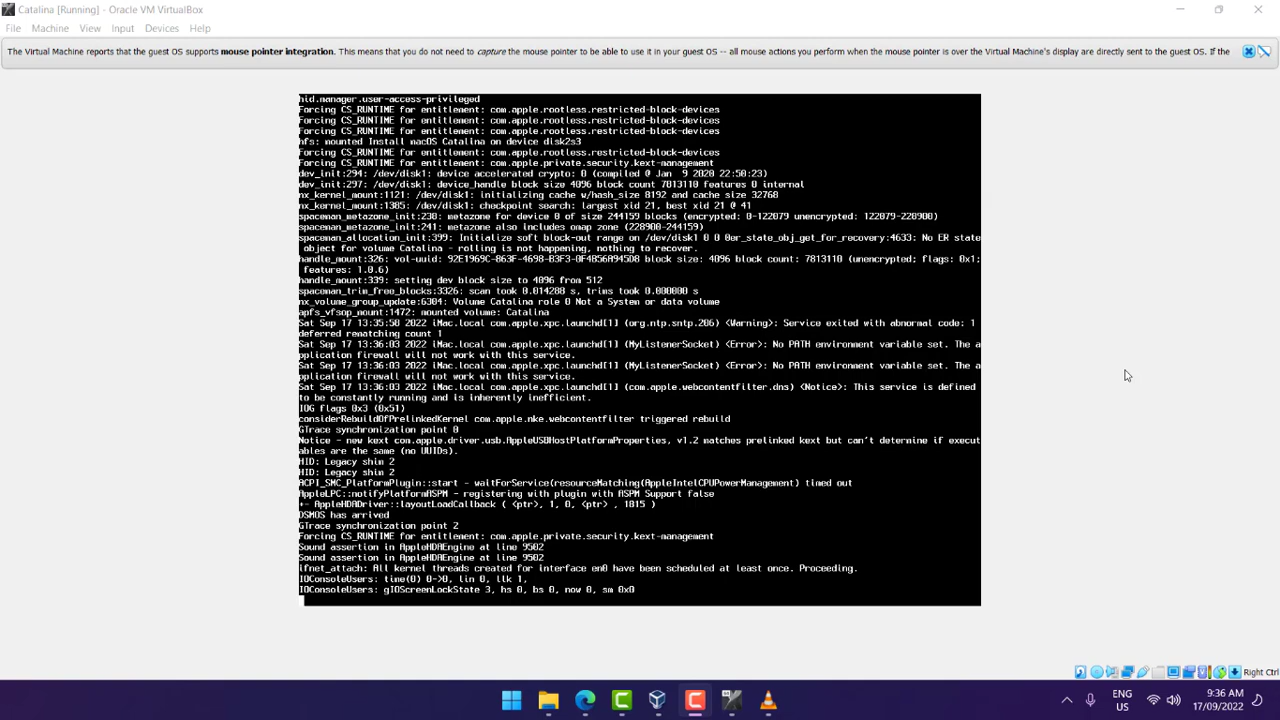 Catalina [Running] - Oracle VM VirtualBox
File Machine View Input Devices Help
The Virtual Machine reports that the guest OS supports mouse pointer integration. This means that you do not need to capture the mouse pointer to be able to use it in your guest OS -- all mouse actions you perform when the mouse pointer is over the Virtual Machine's display are directly sent to the guest OS. If the
hid.manager.user-access-privileged
Forcing CS_RUNTIME for entitlement: com.apple.rootless.restricted-block-devices
Forcing CS_RUNTIME for entitlement: com.apple.rootless.restricted-block-devices
Forcing CS_RUNTIME for entitlement: com.apple.rootless.restricted-block-devices
hfs: mounted Install macOS Catalina on device disk2s3
Forcing CS_RUNTIME for entitlement: com.apple.rootless.restricted-block-devices
Forcing CS_RUNTIME for entitlement: com.apple.private.security.kext-management
dev_init:294: /dev/disk1: device accelerated crypto: 0 (compiled @ Jan  9 2020 22:50:23)
dev_init:297: /dev/disk1: device_handle block size 4096 block count 7813110 features 0 internal
nx_kernel_mount:1121: /dev/disk1: initializing cache w/hash_size 8192 and cache size 32768
nx_kernel_mount:1385: /dev/disk1: checkpoint search: largest xid 21, best xid 21 @ 41
spaceman_metazone_init:230: metazone for device 0 of size 244159 blocks (encrypted: 0-122079 unencrypted: 122079-228900)
spaceman_metazone_init:241: metazone also includes omap zone (228900-244159)
spaceman_allocation_init:399: Initialize soft block-out range on /dev/disk1 0 0 0er_state_obj_get_for_recovery:4633: No ER state
object for volume Catalina - rolling is not happening, nothing to recover.
handle_mount:326: vol-uuid: 92E1969C-863F-4698-B3F3-0F4B56A945D8 block size: 4096 block count: 7813110 (unencrypted; flags: 0x1;
features: 1.0.6)
handle_mount:339: setting dev block size to 4096 from 512
spaceman_trim_free_blocks:3326: scan took 0.014280 s, trims took 0.000000 s
nx_volume_group_update:6304: Volume Catalina role 0 Not a System or data volume
apfs_vfsop_mount:1472: mounted volume: Catalina
Sat Sep 17 13:35:50 2022 iMac.local com.apple.xpc.launchd[1] (org.ntp.sntp.206) <Warning>: Service exited with abnormal code: 1
deferred rematching count 1
Sat Sep 17 13:36:03 2022 iMac.local com.apple.xpc.launchd[1] (MyListenerSocket) <Error>: No PATH environment variable set. The a
pplication firewall will not work with this service.
Sat Sep 17 13:36:03 2022 iMac.local com.apple.xpc.launchd[1] (MyListenerSocket) <Error>: No PATH environment variable set. The a
pplication firewall will not work with this service.
Sat Sep 17 13:36:03 2022 iMac.local com.apple.xpc.launchd[1] (com.apple.webcontentfilter.dns) <Notice>: This service is defined
to be constantly running and is inherently inefficient.
IOG flags 0x3 (0x51)
considerRebuildOfPrelinkedKernel com.apple.nke.webcontentfilter triggered rebuild
GTrace synchronization point 0
Notice - new kext com.apple.driver.usb.AppleUSBHostPlatformProperties, v1.2 matches prelinked kext but can't determine if execut
ables are the same (no UUIDs).
HID: Legacy shim 2
HID: Legacy shim 2
ACPI_SMC_PlatformPlugin::start - waitForService(resourceMatching(AppleIntelCPUPowerManagement) timed out
AppleLPC::notifyPlatformASPM - registering with plugin with ASPM Support false
+- AppleHDADriver::layoutLoadCallback ( <ptr>, 1, 0, <ptr> , 1015 )
DSMOS has arrived
GTrace synchronization point 2
Forcing CS_RUNTIME for entitlement: com.apple.private.security.kext-management
Sound assertion in AppleHDAEngine at line 9502
Sound assertion in AppleHDAEngine at line 9502
ifnet_attach: All kernel threads created for interface en0 have been scheduled at least once. Proceeding.
IOConsoleUsers: time(0) 0->0, lin 0, llk 1,
IOConsoleUsers: gIOScreenLockState 3, hs 0, bs 0, now 0, sm 0x0
Right Ctrl
ENG
US
9:36 AM
17/09/2022